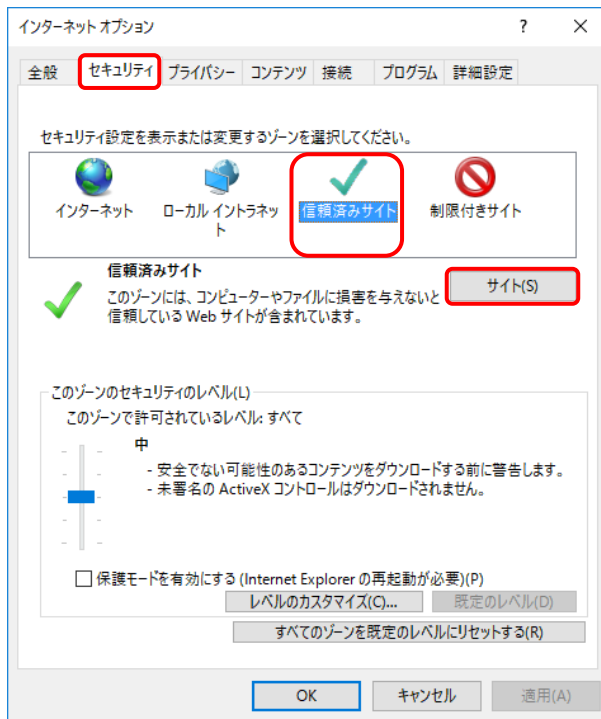 インターネット オプション ?
全般 セキュリティ プライバシー コンテンツ 接続 プログラム 詳細設定
セキュリティ設定を表示または変更するゾーンを選択してください。
インターネット ローカル イントラネッ 信頼済みサイト 制限付きサイト
ト
信頼済みサイト
サイト(S)
このゾーンには、コンピューターやファイルに損害を与えないと
信頼している Web サイトが含まれています。
このゾーンのセキュリティのレベル(L)
このゾーンで許可されているレベル: すべて
中
- 安全でない可能性のあるコンテンツをダウンロードする前に警告します。
- 未署名の ActiveX コントロールはダウンロードされません。
保護モードを有効にする (Internet Explorer の再起動が必要)(P)
レベルのカスタマイズ(C)... 既定のレベル(D)
すべてのゾーンを既定のレベルにリセットする(R)
OK キャンセル 適用(A)